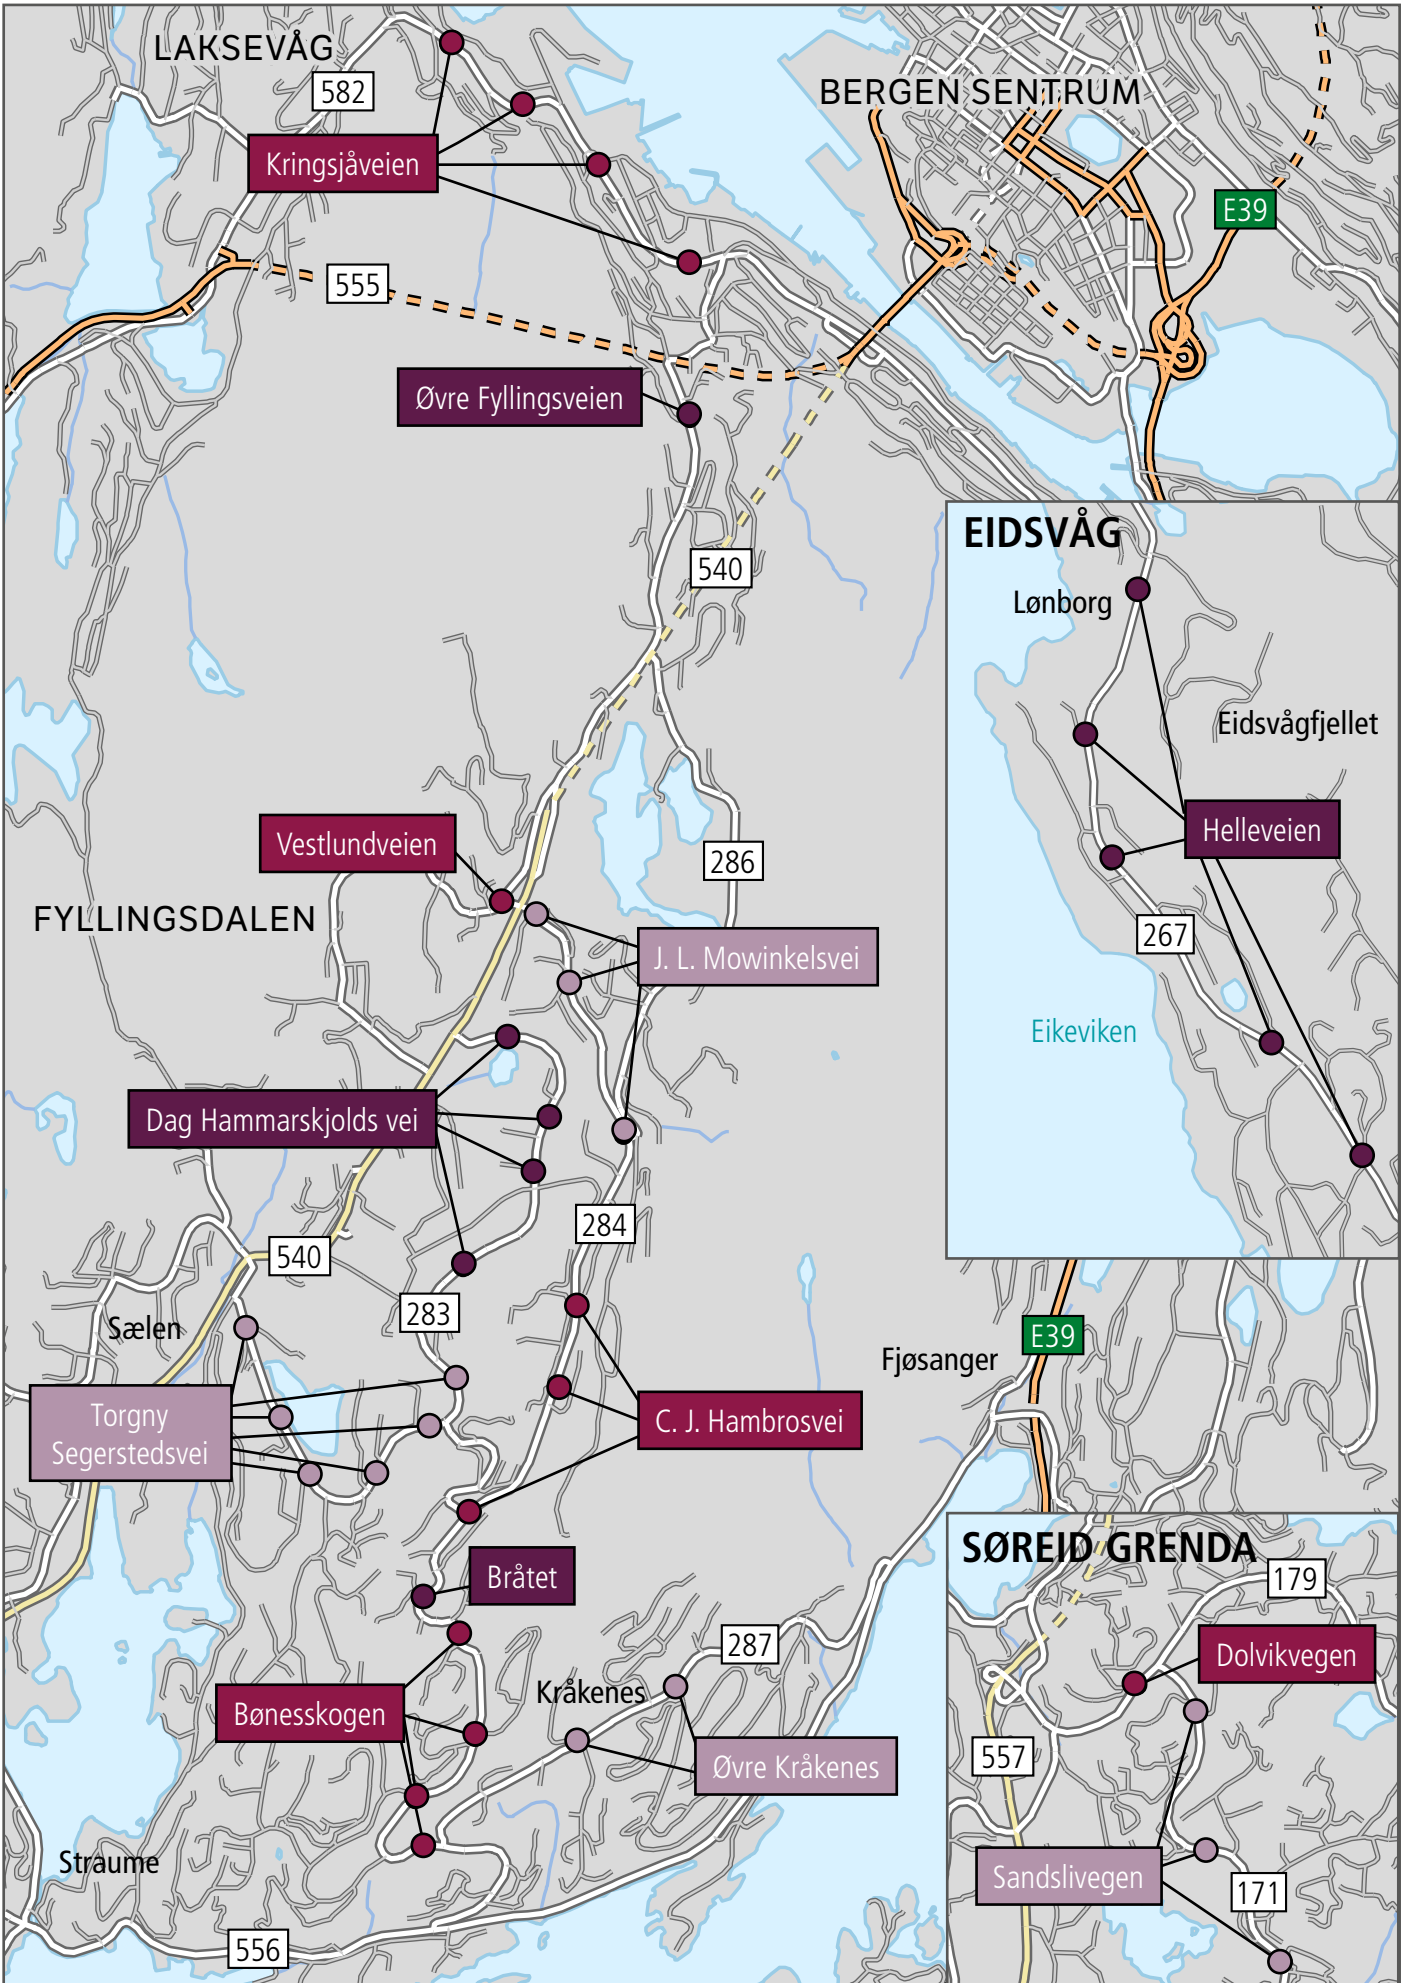 LAKSEVÅG
582
BERGEN SENTRUM
Kringsjåveien
E39
555
Øvre Fyllingsveien
EIDSVÅG
540
Lønborg
Eidsvågfjellet
Vestlundveien
286
Helleveien
FYLLINGSDALEN
267
J. L. Mowinkelsvei
Eikeviken
Dag Hammarskjolds vei
284
540
283
Sælen
E39
Fjøsanger
Torgny
Segerstedsvei
C. J. Hambrosvei
SØREID GRENDA
Bråtet
179
287
Dolvikvegen
Kråkenes
Bønesskogen
557
Øvre Kråkenes
Straume
Sandslivegen
171
556